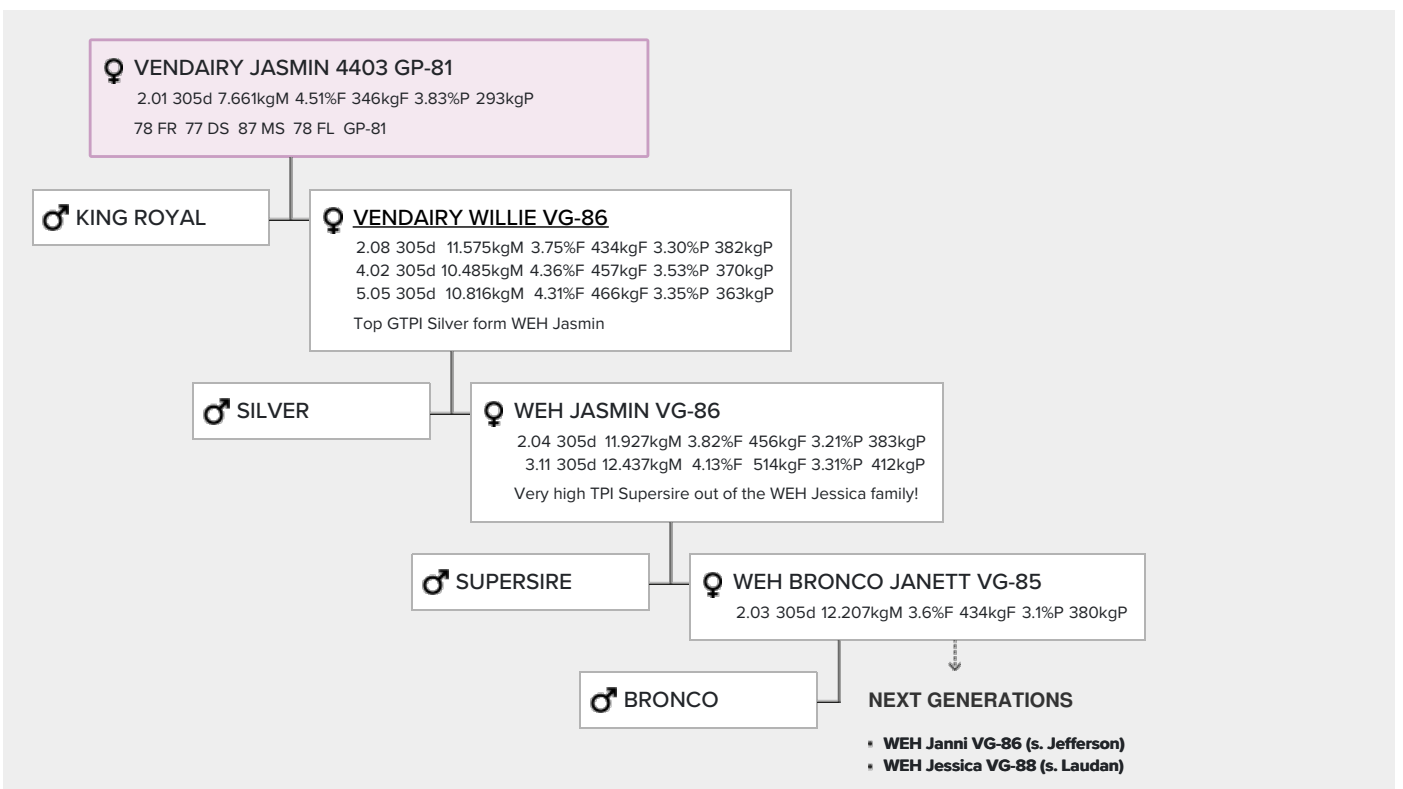 VENDAIRY JASMIN 4403 GP-81
2.01 305d 7.661kgM 4.51%F 346kgF 3.83%P 293kgP
78 FR 77 DS 87 MS 78 FL GP-81
KING ROYAL
VENDAIRY WILLIE VG-86
2.08 305d 11.575kgM 3.75%F 434kgF 3.30%P 382kgP
4.02 305d 10.485kgM 4.36%F 457kgF 3.53%P 370kgP
5.05 305d 10.816kgM 4.31%F 466kgF 3.35%P 363kgP
Top GTPI Silver form WEH Jasmin
SILVER
WEH JASMIN VG-86
2.04 305d 11.927kgM 3.82%F 456kgF 3.21%P 383kgP
3.11 305d 12.437kgM 4.13%F 514kgF 3.31%P 412kgP
Very high TPI Supersire out of the WEH Jessica family!
SUPERSIRE
WEH BRONCO JANETT VG-85
2.03 305d 12.207kgM 3.6%F 434kgF 3.1%P 380kgP
BRONCO
NEXT GENERATIONS
▪ WEH Janni VG-86 (s. Jefferson)
▪ WEH Jessica VG-88 (s. Laudan)